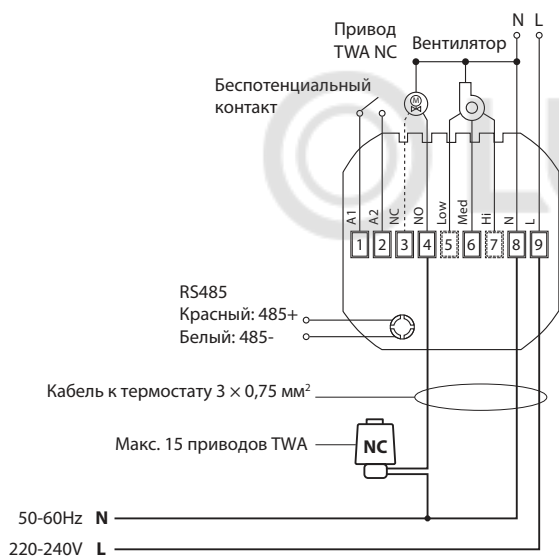 N L
Привод
TWA NC
Вентилятор
Беспотенциальный
контакт
M
A1 A2 NC NO Low Med Hi N L
1 2 3 4 5 6 7 8 9
RS485
Красный: 485+
Белый: 485-
Кабель к термостату 3 × 0,75 мм²
Макс. 15 приводов TWA
NC
50-60Hz N
220-240V L